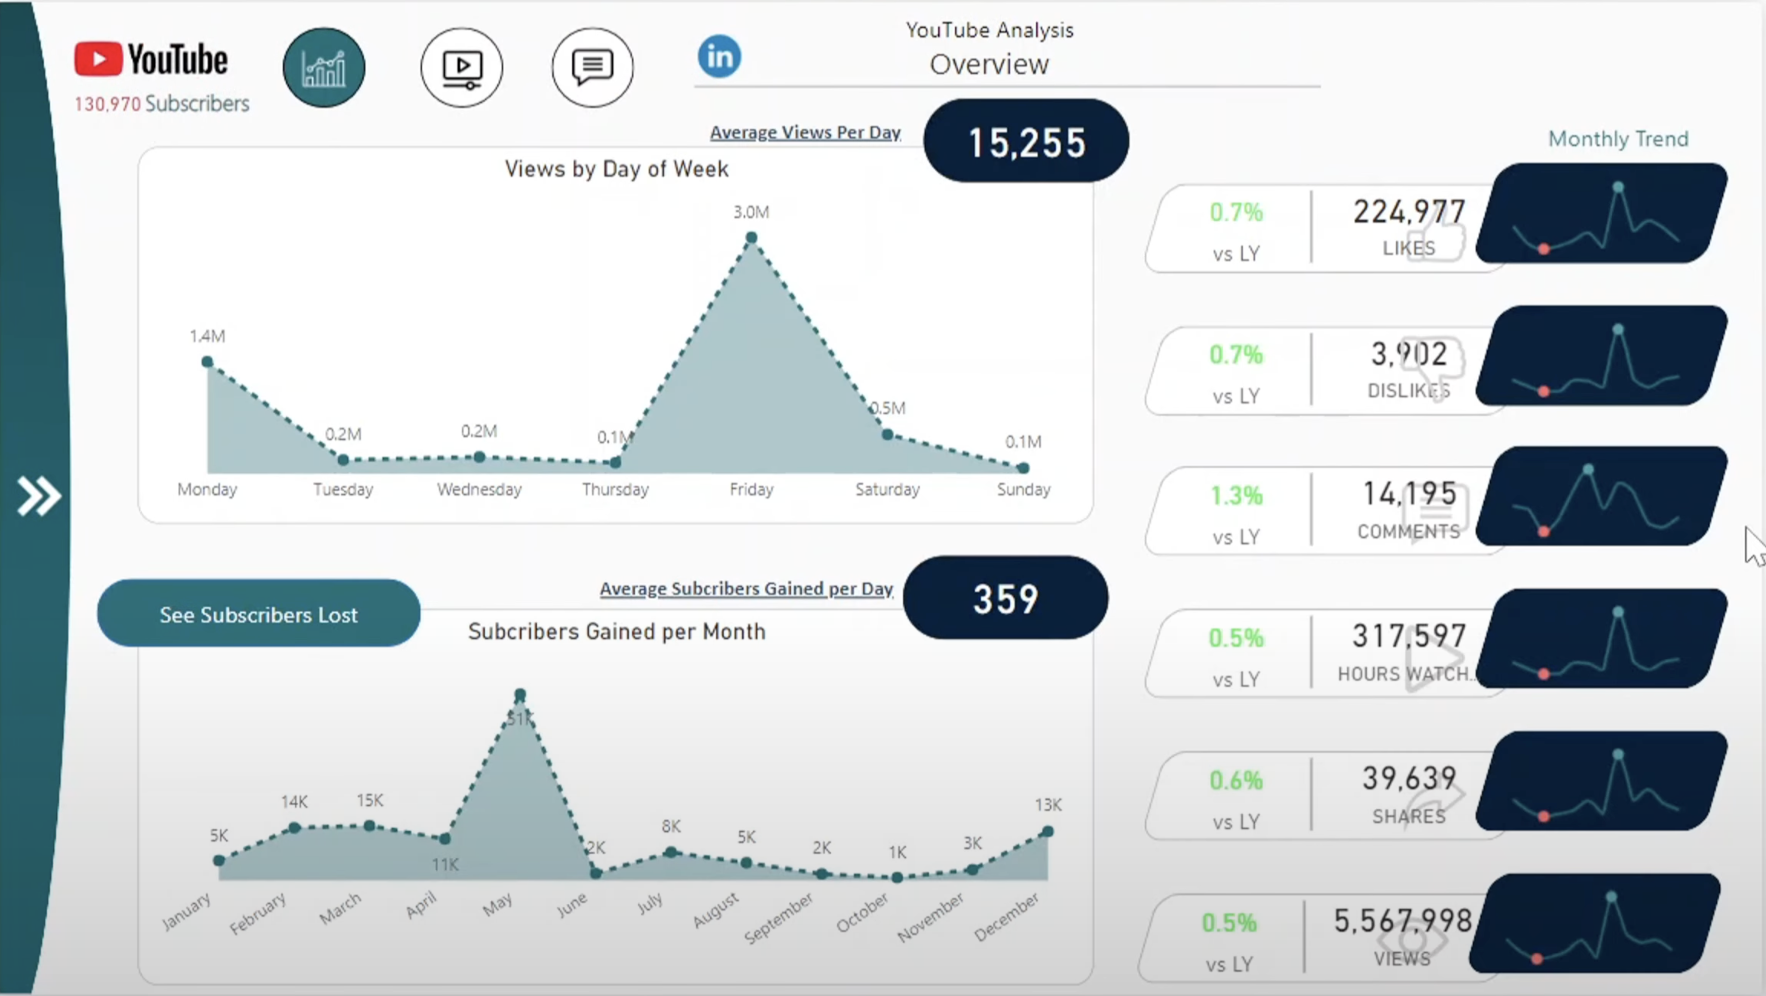 YouTube
130,970 Subscribers
in
YouTube Analysis
Overview
Average Views Per Day
15,255
Views by Day of Week
3.0M
1.4M
0.2M
0.2M
0.1M
0.5M
0.1M
Monday
Tuesday
Wednesday
Thursday
Friday
Saturday
Sunday
See Subscribers Lost
Average Subcribers Gained per Day
359
Subcribers Gained per Month
5K
14K
15K
11K
51K
2K
8K
5K
2K
1K
3K
13K
January
February
March
April
May
June
July
August
September
October
November
December
Monthly Trend
0.7%
vs LY
224,977
LIKES
0.7%
vs LY
3,902
DISLIKES
1.3%
vs LY
14,195
COMMENTS
0.5%
vs LY
317,597
HOURS WATCH...
0.6%
vs LY
39,639
SHARES
0.5%
vs LY
5,567,998
VIEWS